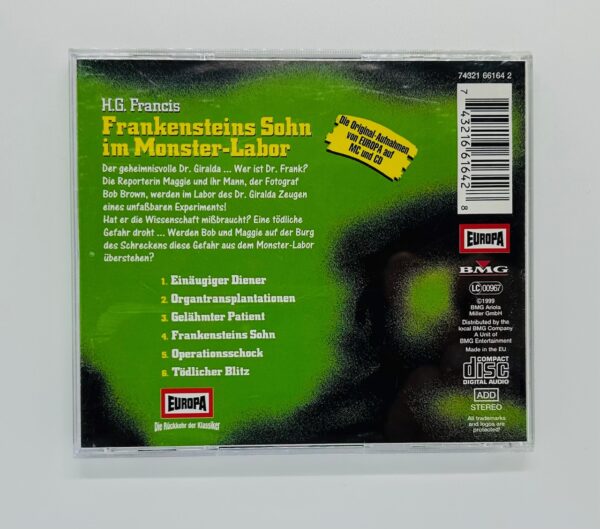 74321 66164 2
H.G. Francis
Frankensteins Sohn
im Monster-Labor
Die Original-Aufnahmen
von EUROPA auf
MC und CD
Der geheimnisvolle Dr. Giralda ... Wer ist Dr. Frank?
Die Reporterin Maggie und ihr Mann, der Fotograf
Bob Brown, werden im Labor des Dr. Giralda Zeugen
eines unfaßbaren Experiments!
Hat er die Wissenschaft mißbraucht? Eine tödliche
Gefahr droht ... Werden Bob und Maggie auf der Burg
des Schreckens diese Gefahr aus dem Monster-Labor
überstehen?
1. Einäugiger Diener
2. Organtransplantationen
3. Gelähmter Patient
4. Frankensteins Sohn
5. Operationsschock
6. Tödlicher Blitz
EUROPA
Die Rückkehr der Klassiker
7 43216 61642 8
EUROPA
BMG
LC 00967
©1999
BMG Ariola
Miller GmbH
Distributed by the
local BMG Company
A Unit of
BMG Entertainment
Made in the EU
COMPACT
disc
DIGITAL AUDIO
ADD
STEREO
All trademarks
and logos are
protected!